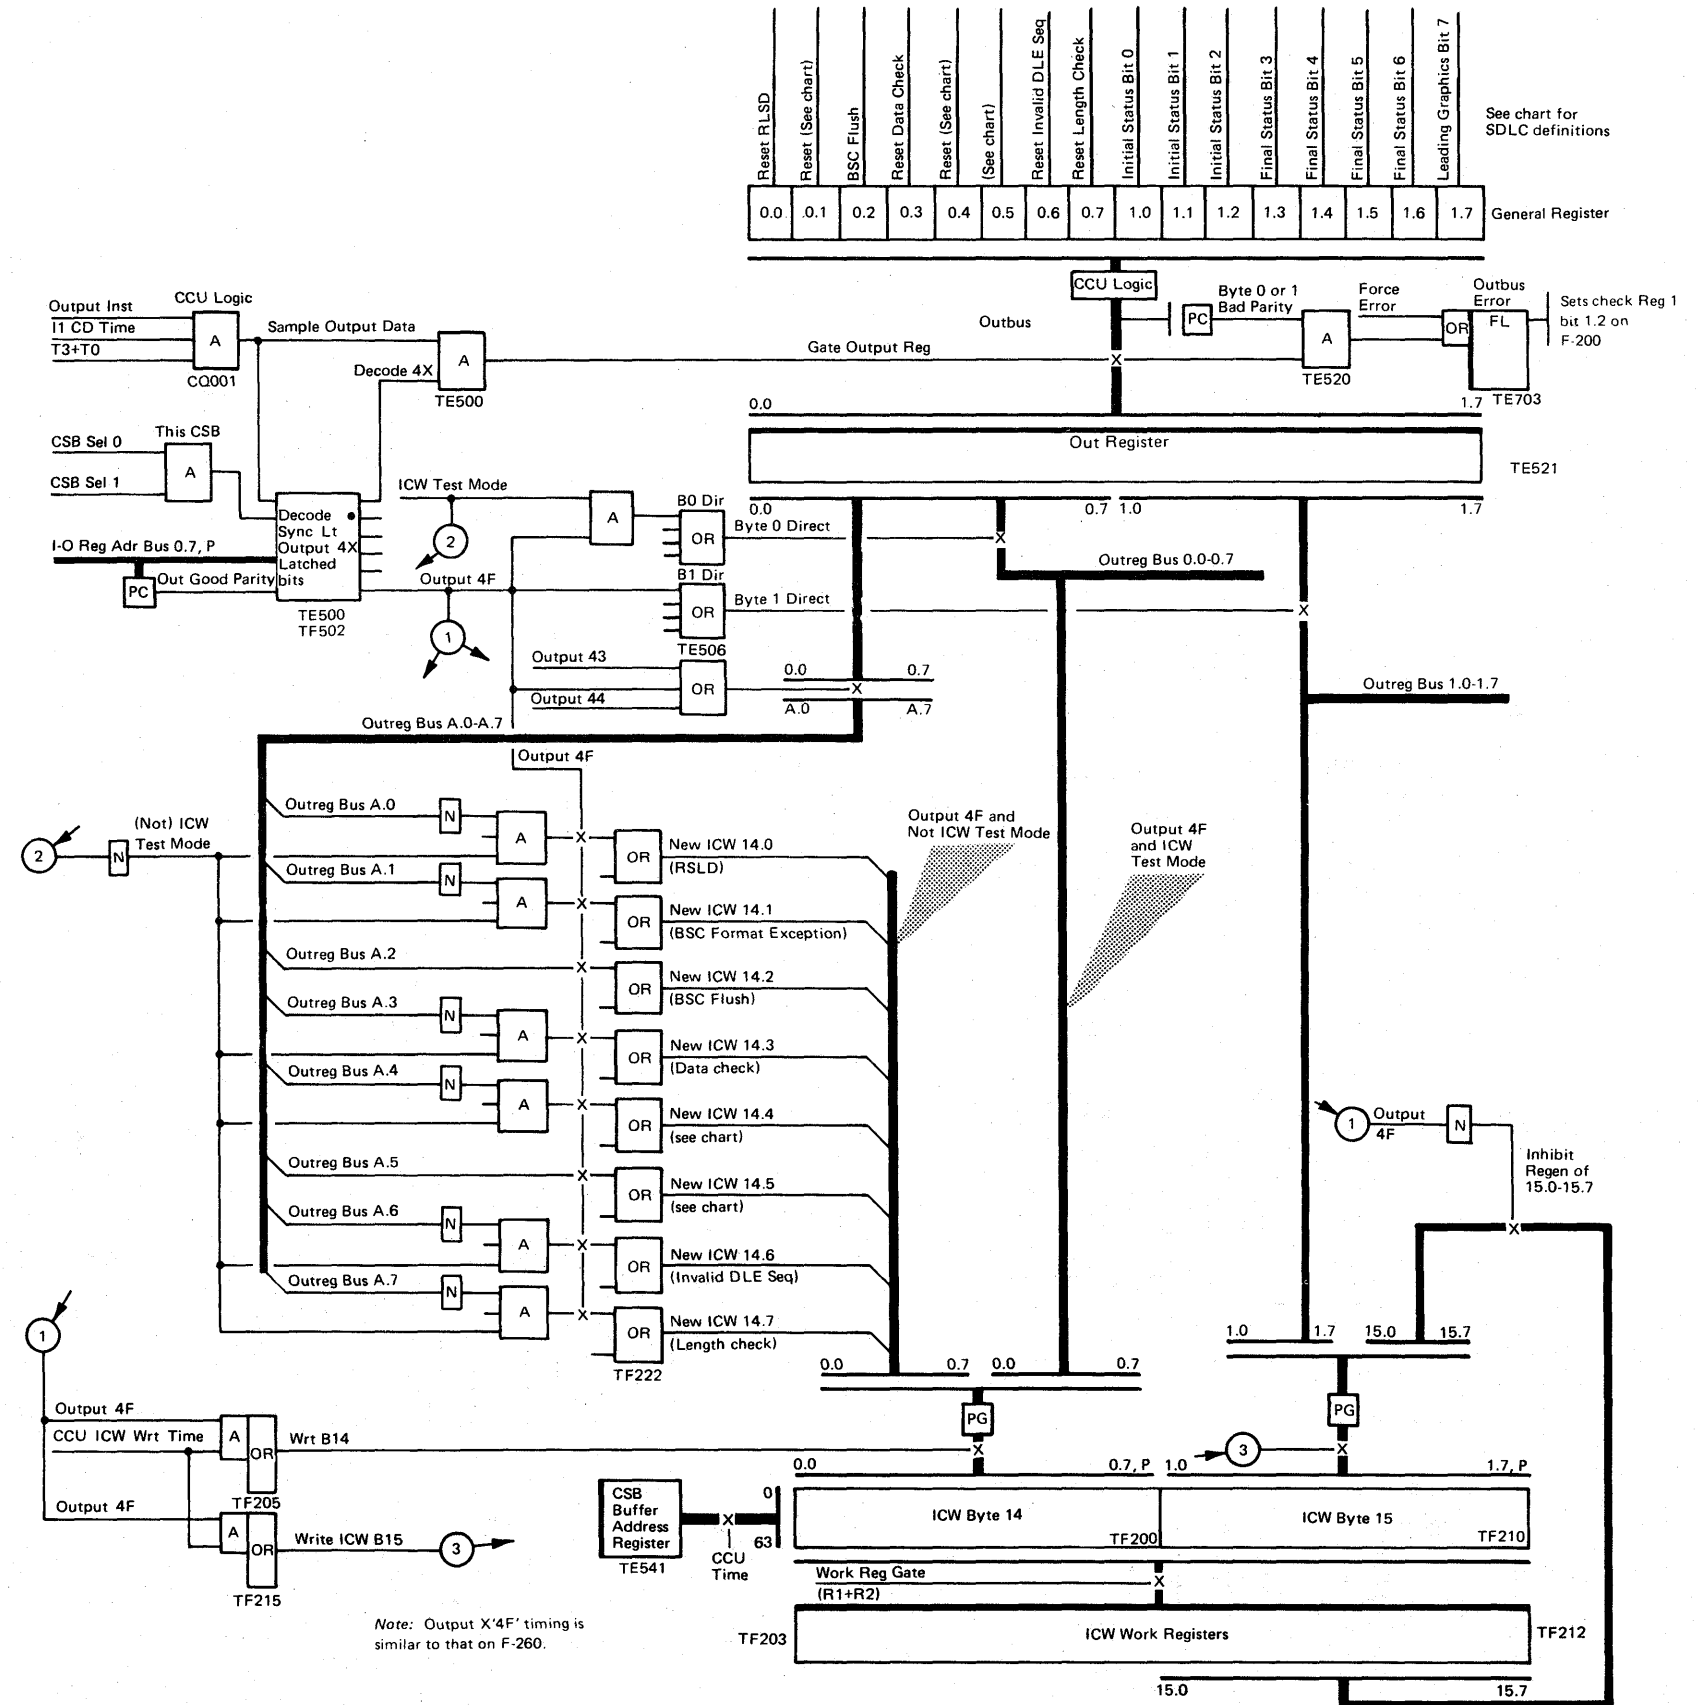 Reset RLSD
Reset (See chart)
BSC Flush
Reset Data Check
Reset (See chart)
(See chart)
Reset Invalid DLE Seq
Reset Length Check
Initial Status Bit 0
Initial Status Bit 1
Initial Status Bit 2
Final Status Bit 3
Final Status Bit 4
Final Status Bit 5
Final Status Bit 6
Leading Graphics Bit 7
See chart for
SDLC definitions
0.0 0.1 0.2 0.3 0.4 0.5 0.6 0.7 1.0 1.1 1.2 1.3 1.4 1.5 1.6 1.7 General Register
CCU Logic
Output Inst
I1 CD Time
T3+T0
CCU Logic
A
CQ001
Sample Output Data
Decode 4X
A
TE500
Gate Output Reg
Outbus
X
PC
Byte 0 or 1
Bad Parity
A
TE520
Force
Error
OR
Outbus
Error
FL
TE703
Sets check Reg 1
bit 1.2 on
F-200
0.0 1.7
Out Register
TE521
0.0 0.7 1.0 1.7
CSB Sel 0
CSB Sel 1
This CSB
A
Decode
Sync Lt
Output 4X
Latched
bits
TE500
TF502
I-O Reg Adr Bus 0.7, P
PC
Out Good Parity
ICW Test Mode
2
A
B0 Dir
OR
Byte 0 Direct
X
Outreg Bus 0.0-0.7
Output 4F
1
B1 Dir
OR
TE506
Byte 1 Direct
X
Output 43
Output 44
OR
0.0 0.7
X
A.0 A.7
Outreg Bus 1.0-1.7
Outreg Bus A.0-A.7
Output 4F
2
N
(Not) ICW
Test Mode
Outreg Bus A.0
N
A
X
OR
New ICW 14.0
(RSLD)
Outreg Bus A.1
N
A
X
OR
New ICW 14.1
(BSC Format Exception)
Outreg Bus A.2
X
OR
New ICW 14.2
(BSC Flush)
Outreg Bus A.3
N
A
X
OR
New ICW 14.3
(Data check)
Outreg Bus A.4
N
A
X
OR
New ICW 14.4
(see chart)
Outreg Bus A.5
X
OR
New ICW 14.5
(see chart)
Outreg Bus A.6
N
A
X
OR
New ICW 14.6
(Invalid DLE Seq)
Outreg Bus A.7
N
A
X
OR
New ICW 14.7
(Length check)
TF222
Output 4F and
Not ICW Test Mode
Output 4F
and ICW
Test Mode
1
Output
4F
N
Inhibit
Regen of
15.0-15.7
X
1.0 1.7 15.0 15.7
0.0 0.7 0.0 0.7
PG
PG
1
Output 4F
CCU ICW Wrt Time
A
OR
TF205
Wrt B14
X
3
X
Output 4F
A
OR
TF215
Write ICW B15
3
CSB
Buffer
Address
Register
TE541
X
CCU
Time
0
63
0.0 0.7, P 1.0 1.7, P
ICW Byte 14
TF200
ICW Byte 15
TF210
Work Reg Gate
(R1+R2)
X
TF203
ICW Work Registers
TF212
15.0 15.7
Note: Output X'4F' timing is
similar to that on F-260.